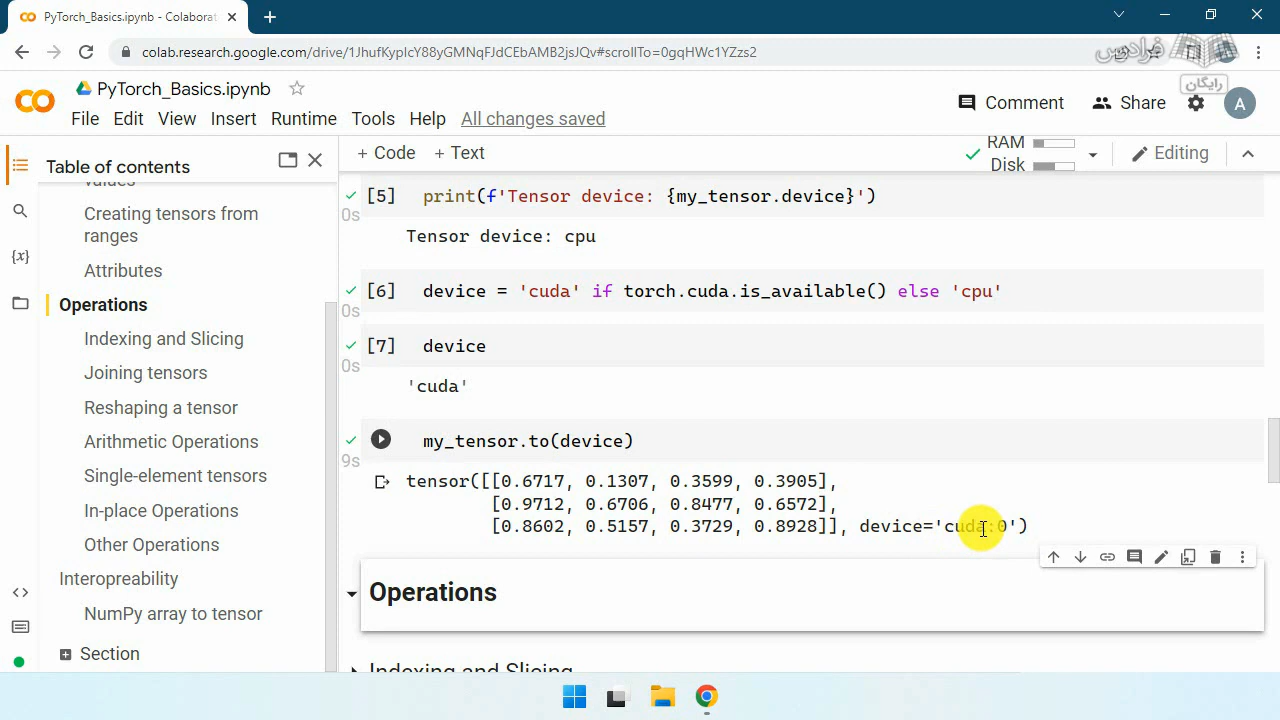 PyTorch_Basics.ipynb - Colaborat
colab.research.google.com/drive/1JhufKyplcY88yGMNqFJdCEbAMB2jsJQv#scrollTo=0gqHWc1YZzs2
فرادرس
رایگان
PyTorch_Basics.ipynb
File Edit View Insert Runtime Tools Help All changes saved
Comment Share A
Table of contents
+ Code + Text
RAM
Disk
Editing
values
Creating tensors from
ranges
Attributes
Operations
Indexing and Slicing
Joining tensors
Reshaping a tensor
Arithmetic Operations
Single-element tensors
In-place Operations
Other Operations
Interoperability
NumPy array to tensor
Section
[5] print(f'Tensor device: {my_tensor.device}')
0s
Tensor device: cpu
[6] device = 'cuda' if torch.cuda.is_available() else 'cpu'
0s
[7] device
0s
'cuda'
my_tensor.to(device)
9s
tensor([[0.6717, 0.1307, 0.3599, 0.3905],
[0.9712, 0.6706, 0.8477, 0.6572],
[0.8602, 0.5157, 0.3729, 0.8928]], device='cuda:0')
Operations
Indexing and Slicing